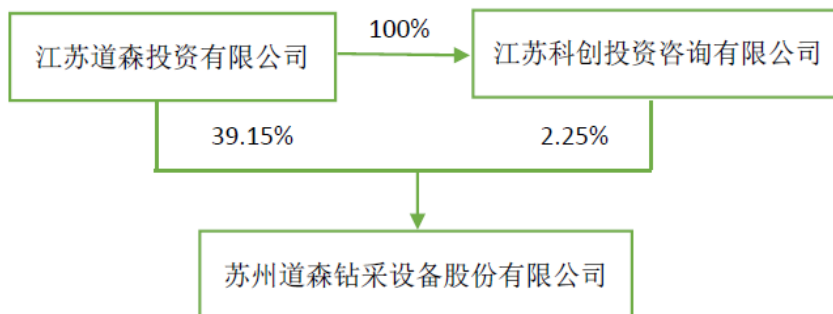 江苏道森投资有限公司
100%
江苏科创投资咨询有限公司
39.15%
2.25%
苏州道森钻采设备股份有限公司